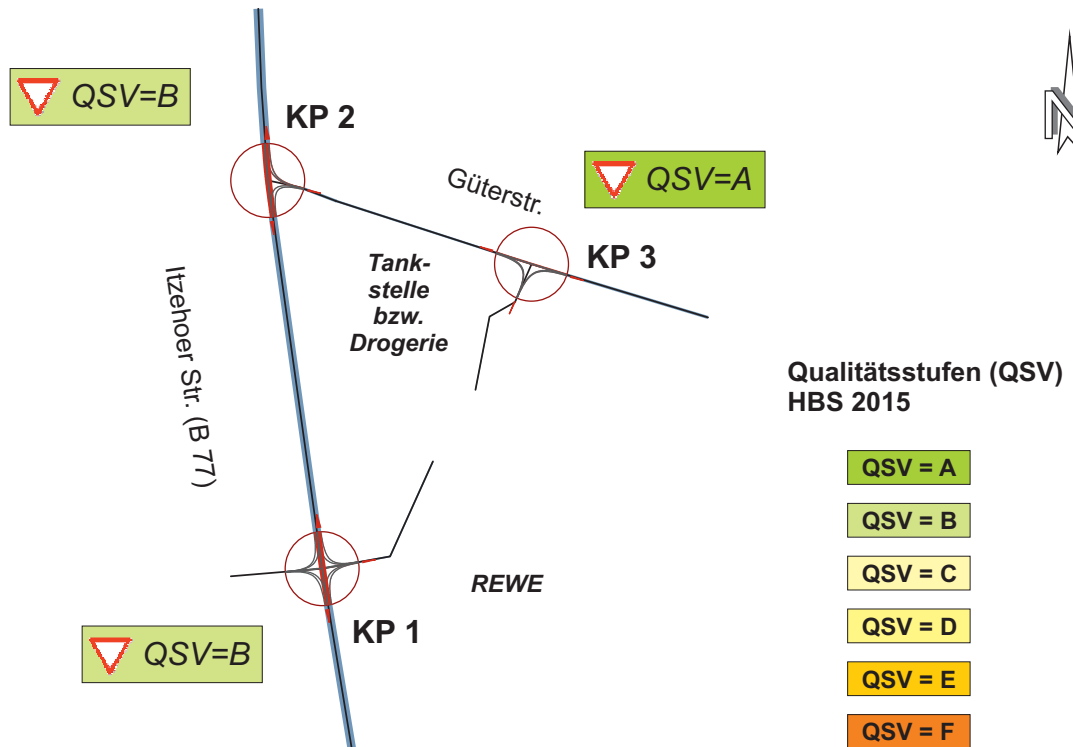 QSV=B
KP 2
N
QSV=A
Güterstr.
KP 3
Tank-
stelle
bzw.
Drogerie
Itzehoer Str. (B 77)
Qualitätsstufen (QSV)
HBS 2015
QSV = A
QSV = B
QSV = C
QSV = D
QSV = E
QSV = F
REWE
KP 1
QSV=B